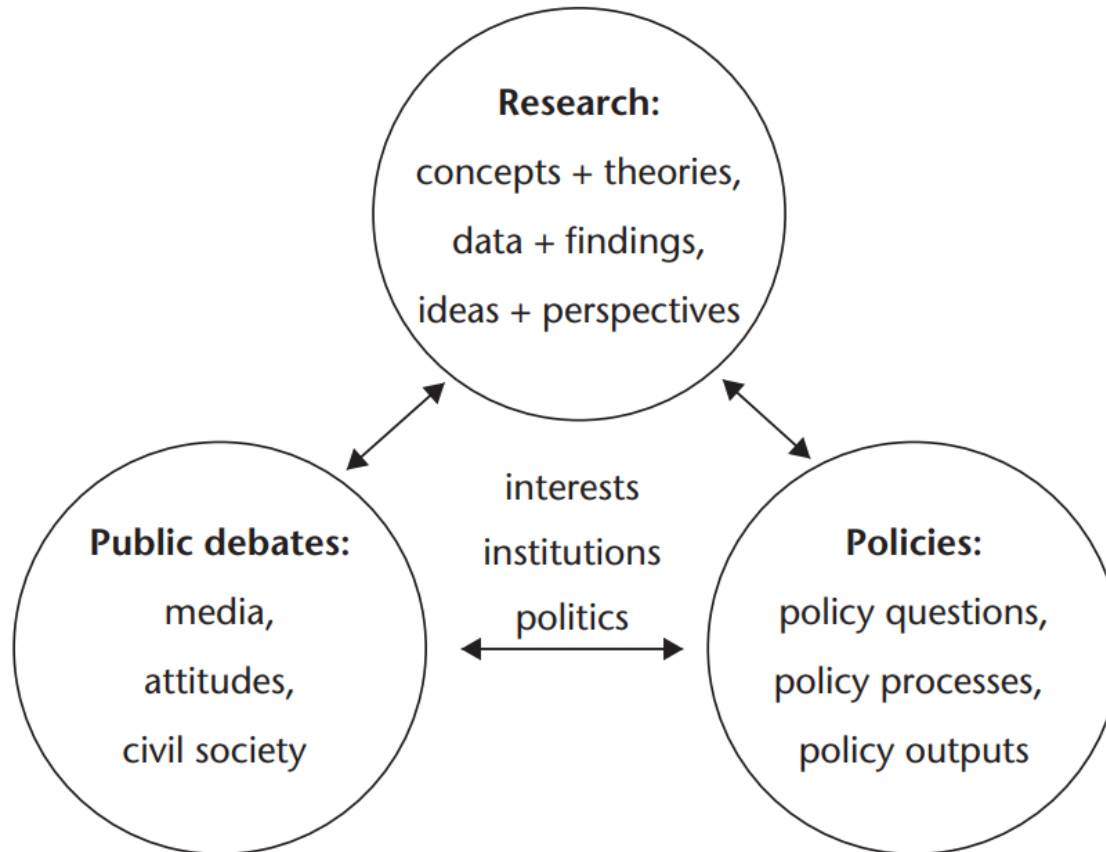 Research:
concepts + theories,
data + findings,
ideas + perspectives
interests
institutions
politics
Public debates:
media,
attitudes,
civil society
Policies:
policy questions,
policy processes,
policy outputs